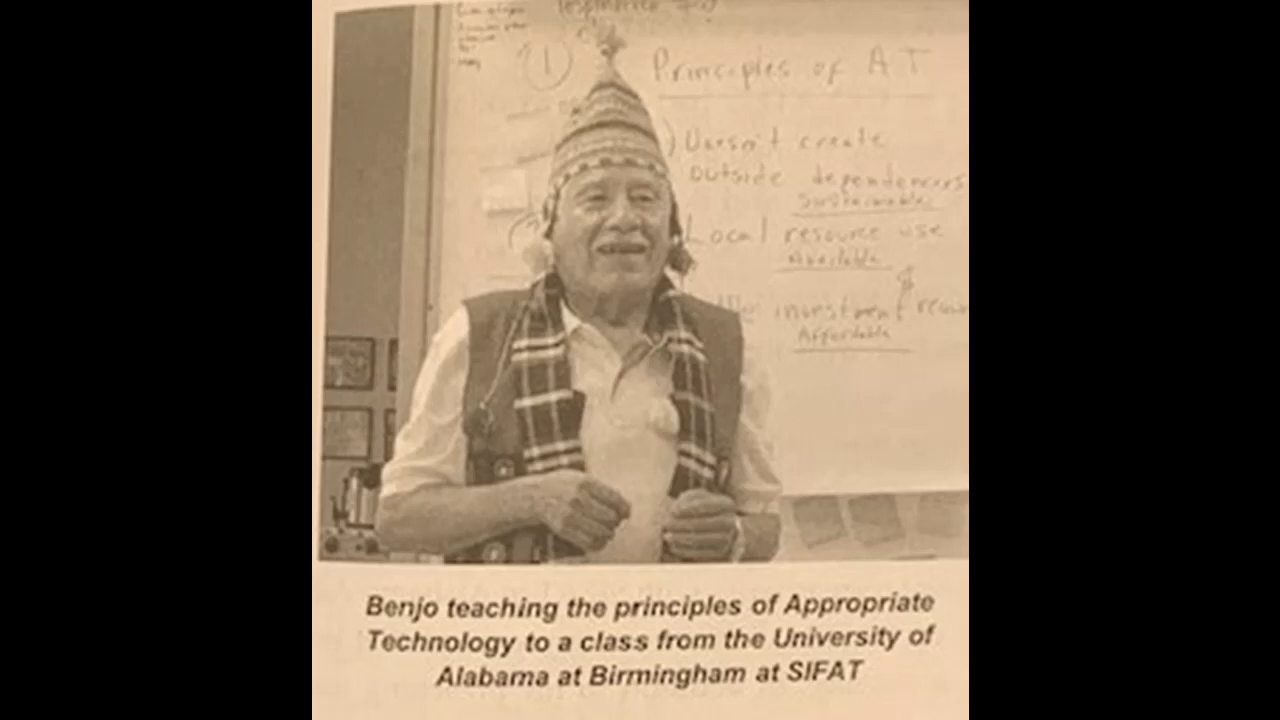 Principles of AT
Doesn't create
outside dependencies
Sustainable
Local resource use
Available
$
investment
Affordable
Benjo teaching the principles of Appropriate
Technology to a class from the University of
Alabama at Birmingham at SIFAT